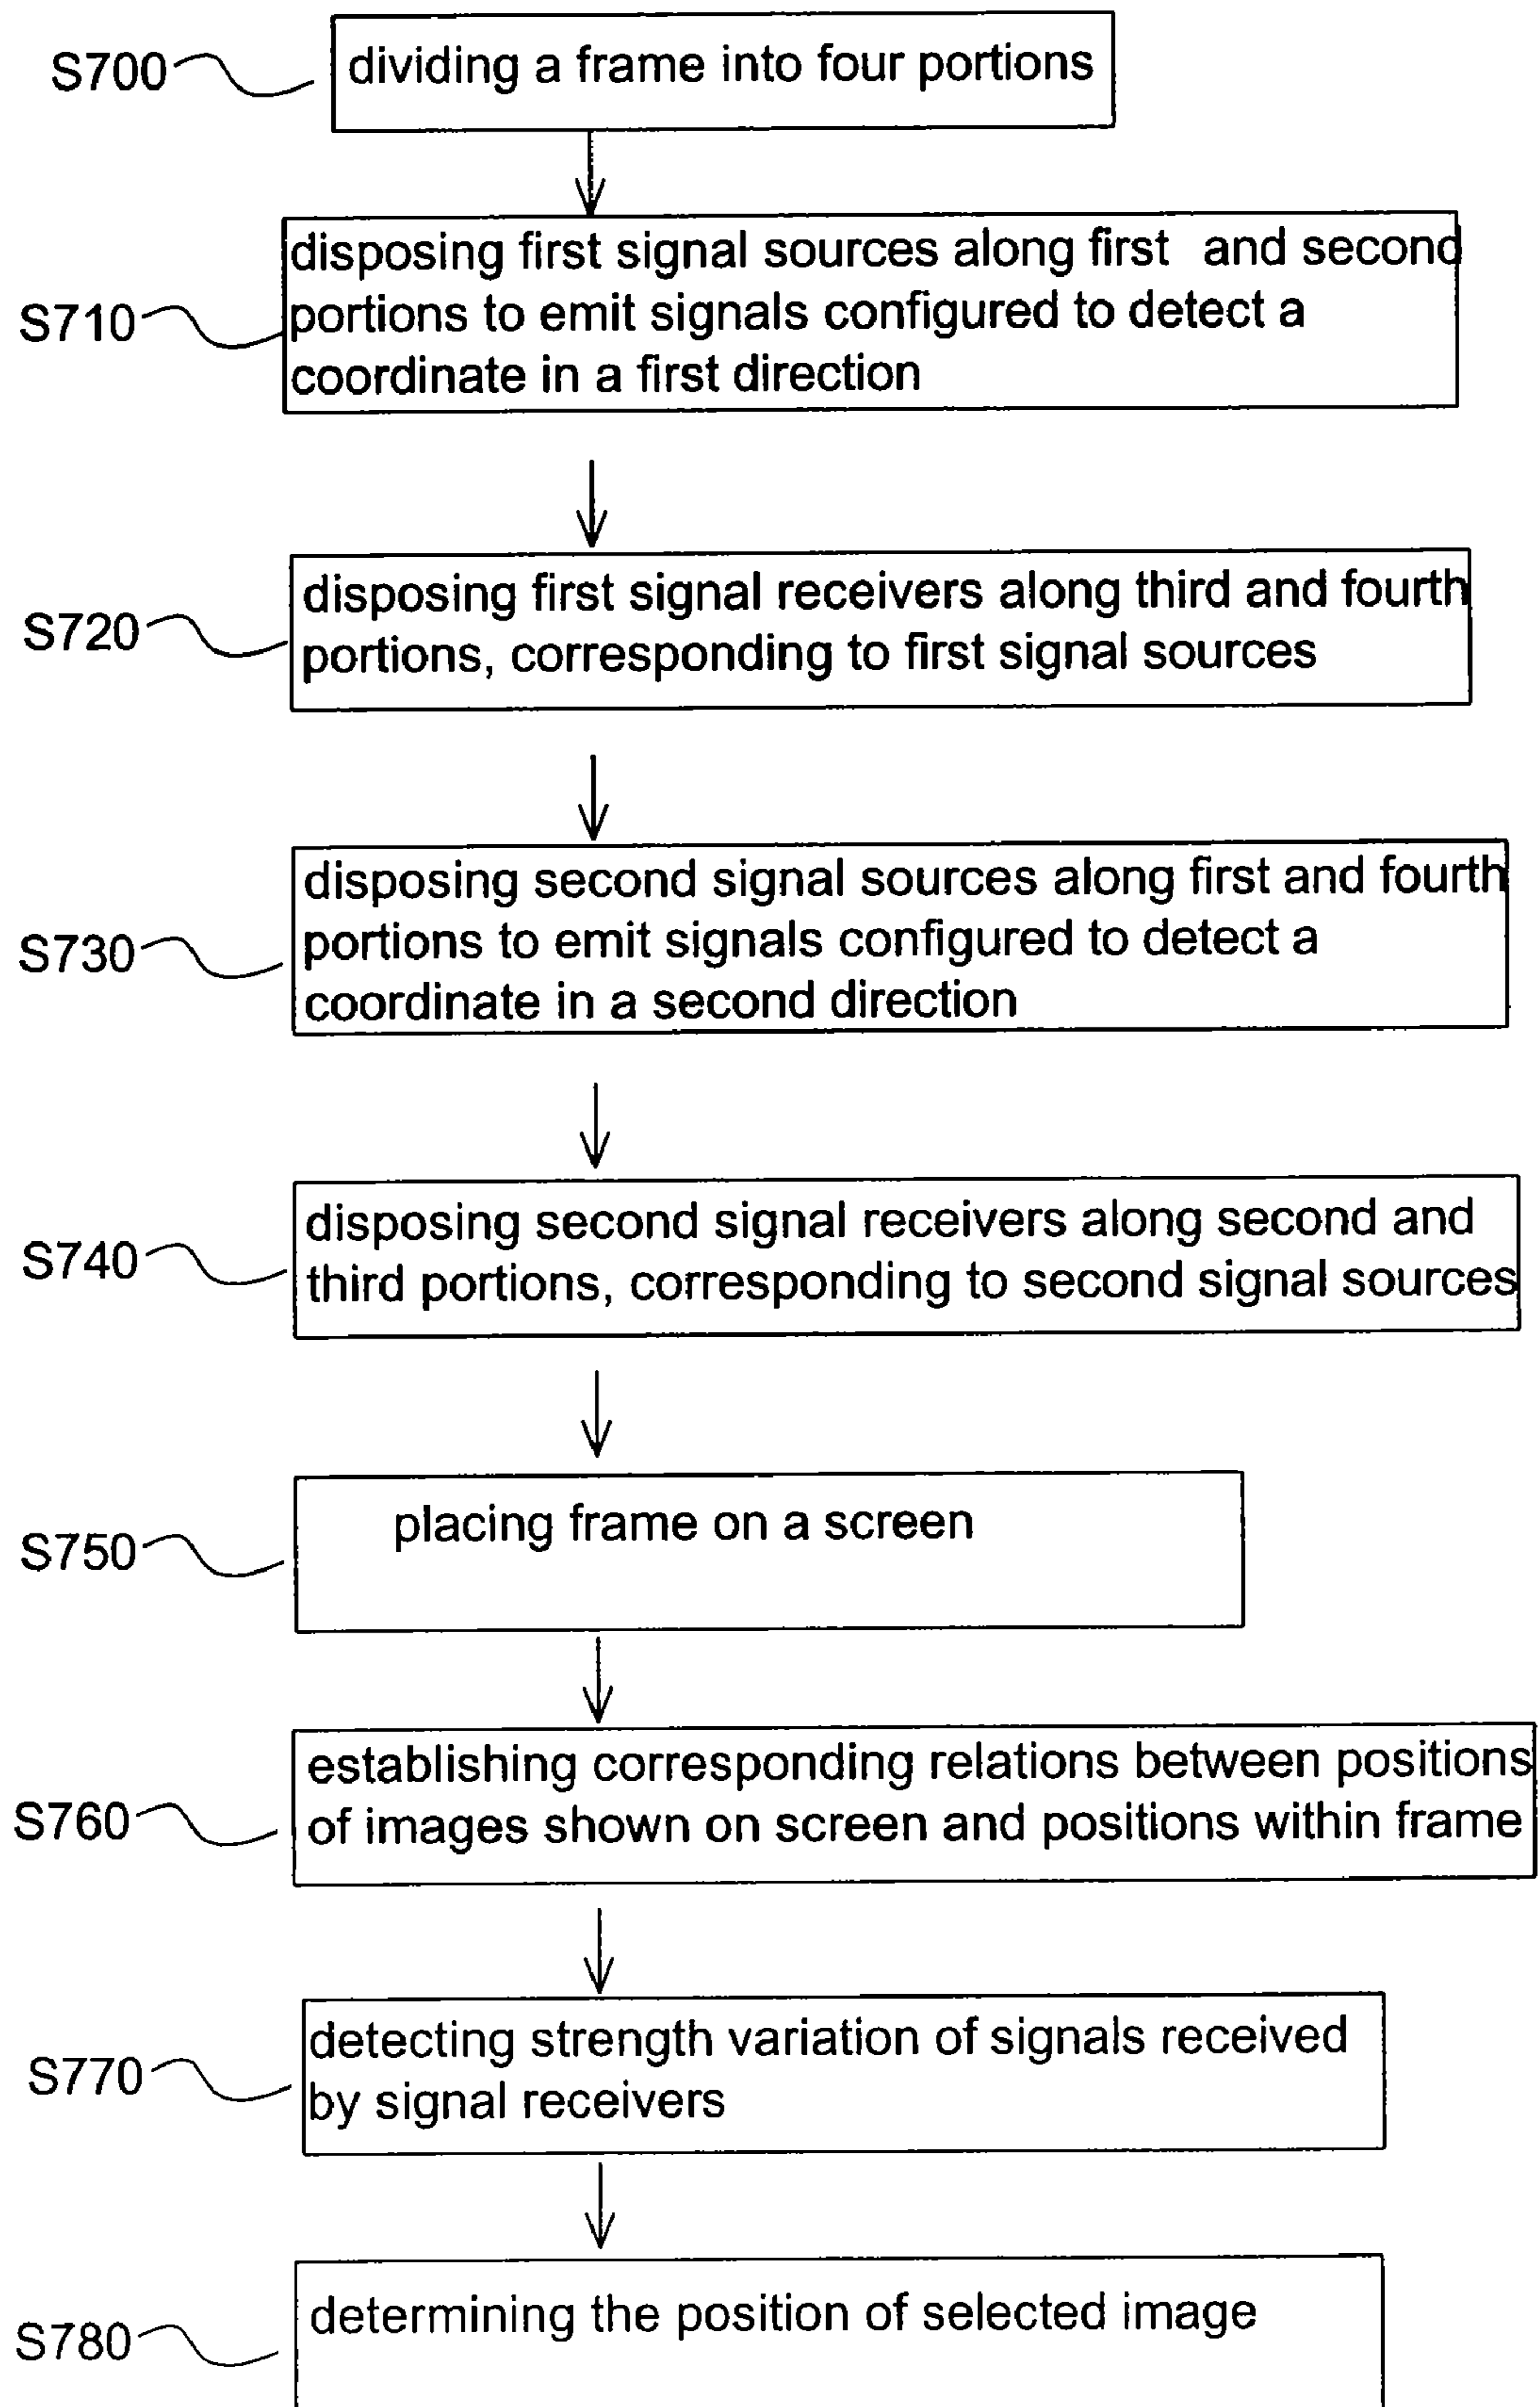 S700
dividing a frame into four portions
S710
disposing first signal sources along first and second
portions to emit signals configured to detect a
coordinate in a first direction
S720
disposing first signal receivers along third and fourth
portions, corresponding to first signal sources
S730
disposing second signal sources along first and fourth
portions to emit signals configured to detect a
coordinate in a second direction
S740
disposing second signal receivers along second and
third portions, corresponding to second signal sources
S750
placing frame on a screen
S760
establishing corresponding relations between positions
of images shown on screen and positions within frame
S770
detecting strength variation of signals received
by signal receivers
S780
determining the position of selected image